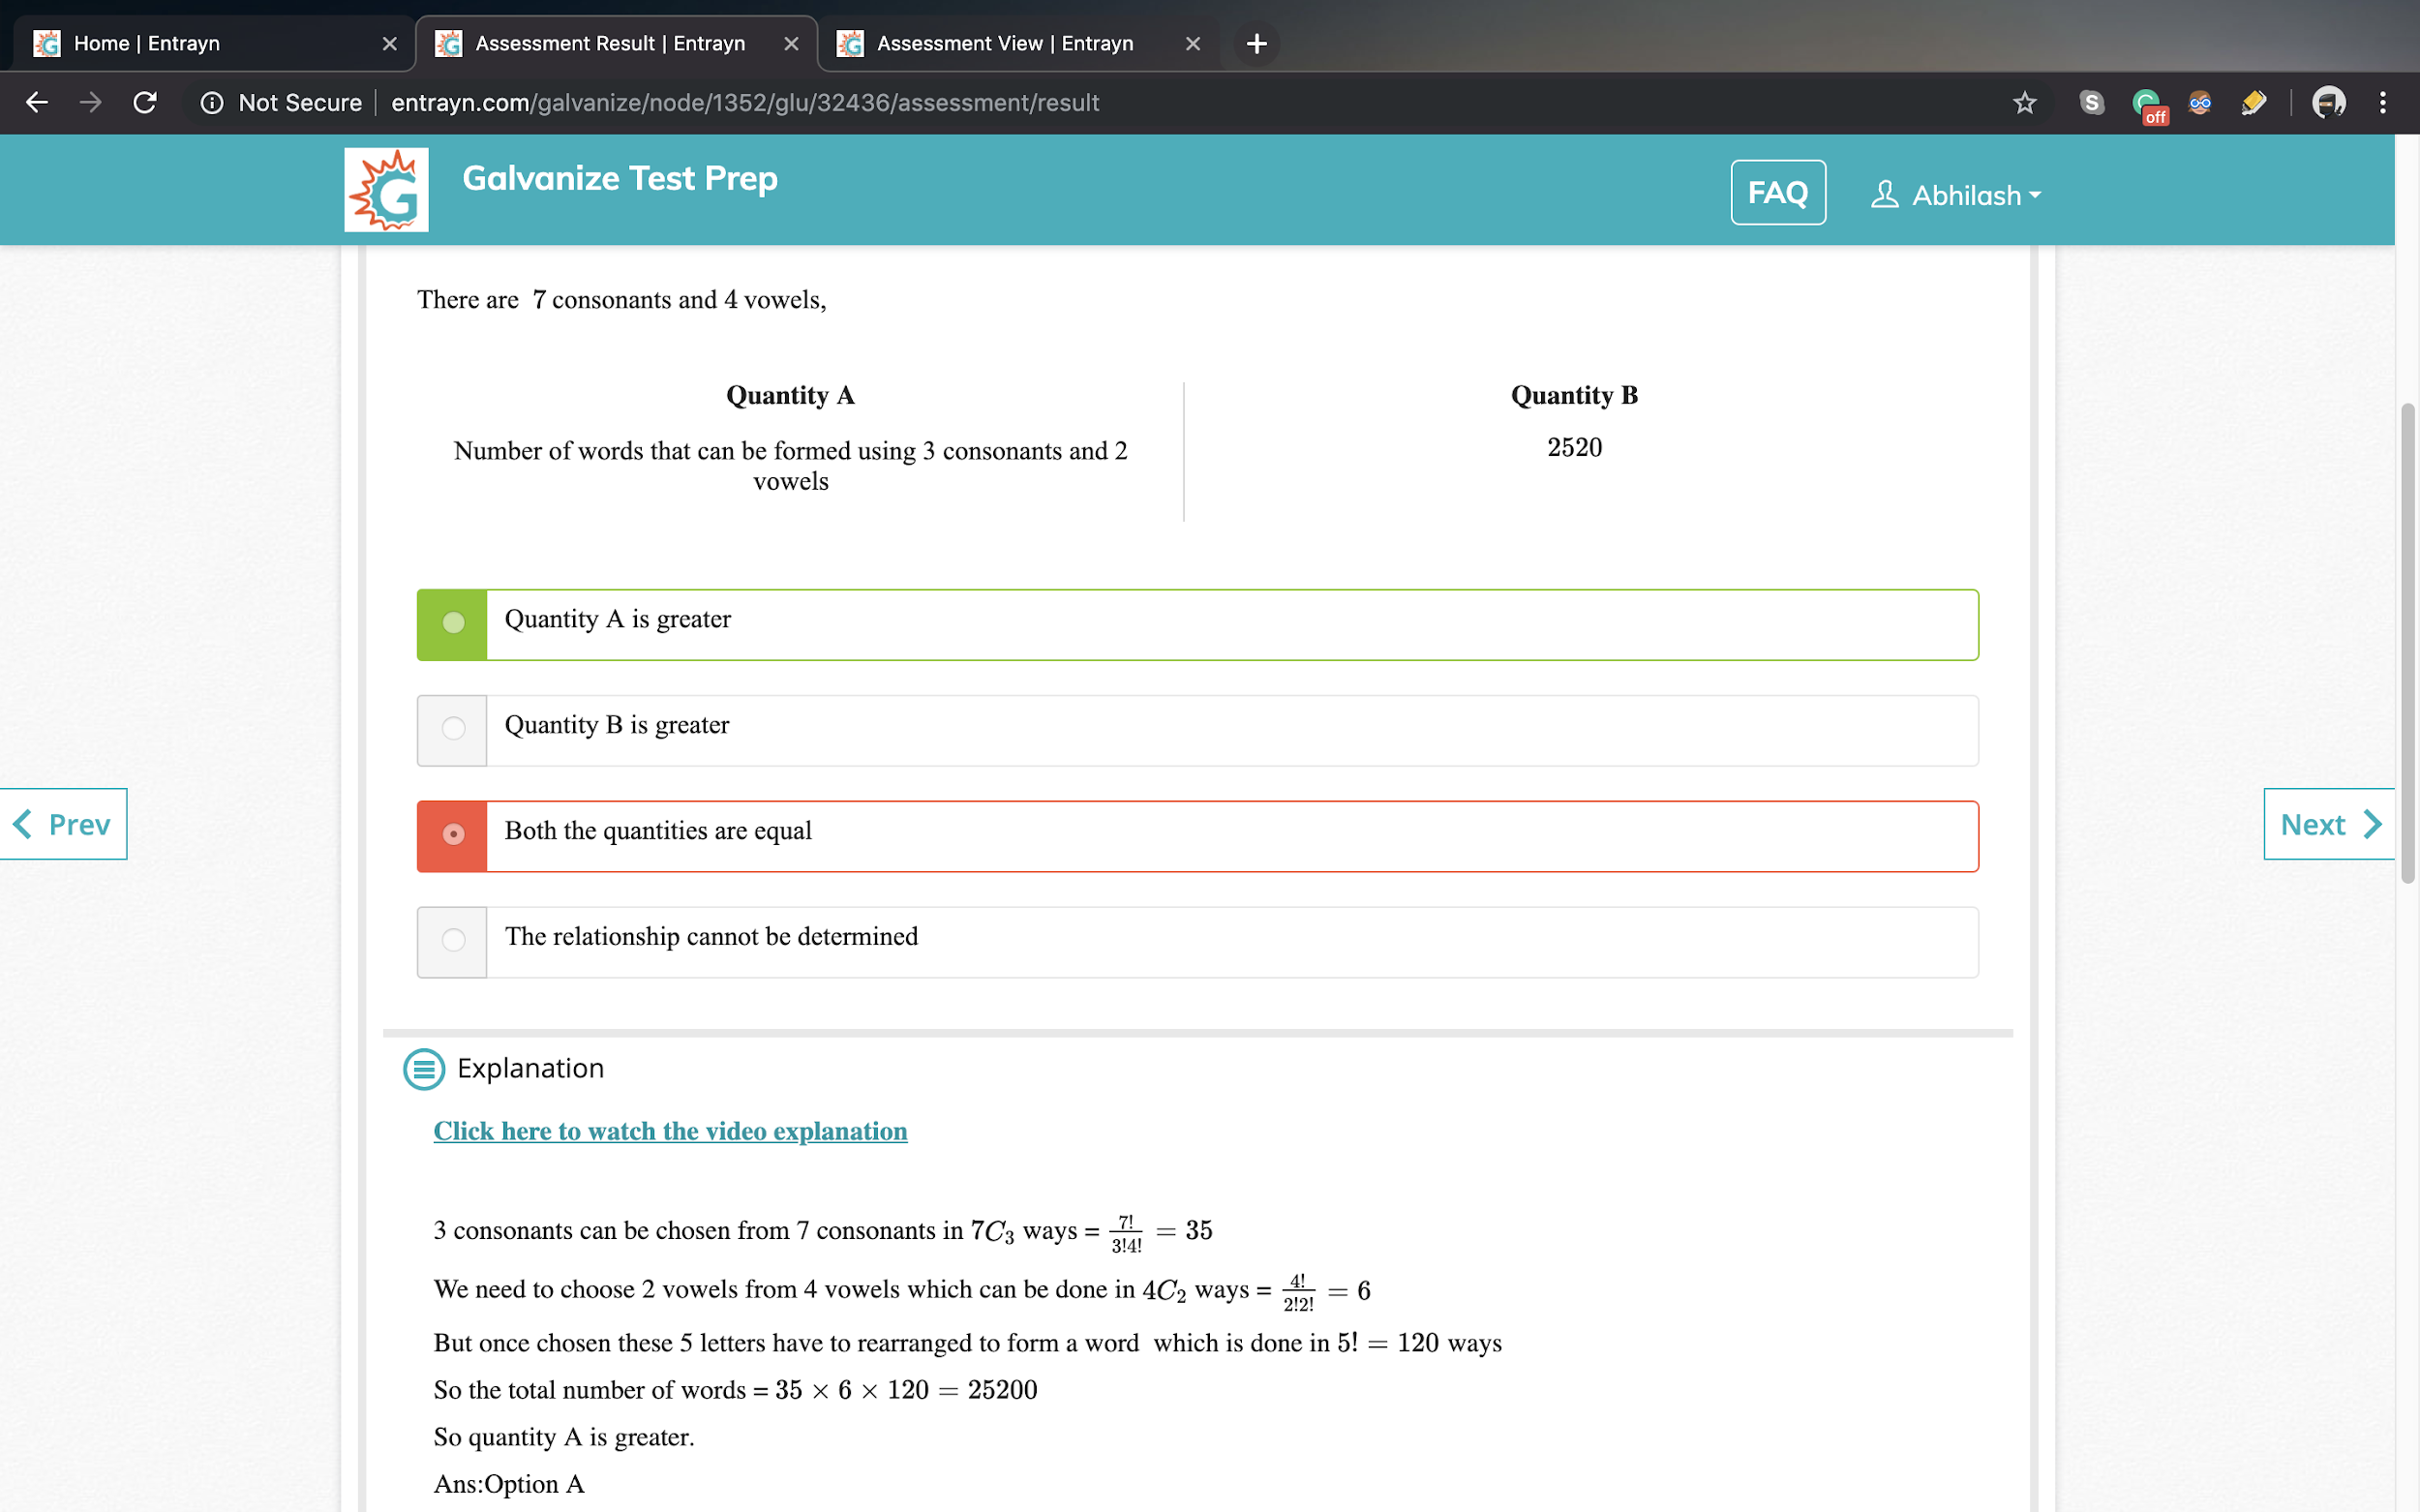 Home | Entrayn
Assessment Result | Entrayn
Assessment View | Entrayn
Not Secure
entrayn.com/galvanize/node/1352/glu/32436/assessment/result
S
off
G
Galvanize Test Prep
FAQ
Abhilash
There are 7 consonants and 4 vowels,
Quantity A
Number of words that can be formed using 3 consonants and 2
vowels
Quantity B
2520
Quantity A is greater
Quantity B is greater
Both the quantities are equal
The relationship cannot be determined
Prev
Next
Explanation
Click here to watch the video explanation
3 consonants can be chosen from 7 consonants in 7C₃ ways = 7!/3!4! = 35
We need to choose 2 vowels from 4 vowels which can be done in 4C₂ ways = 4!/2!2! = 6
But once chosen these 5 letters have to rearranged to form a word which is done in 5! = 120 ways
So the total number of words = 35 × 6 × 120 = 25200
So quantity A is greater.
Ans:Option A